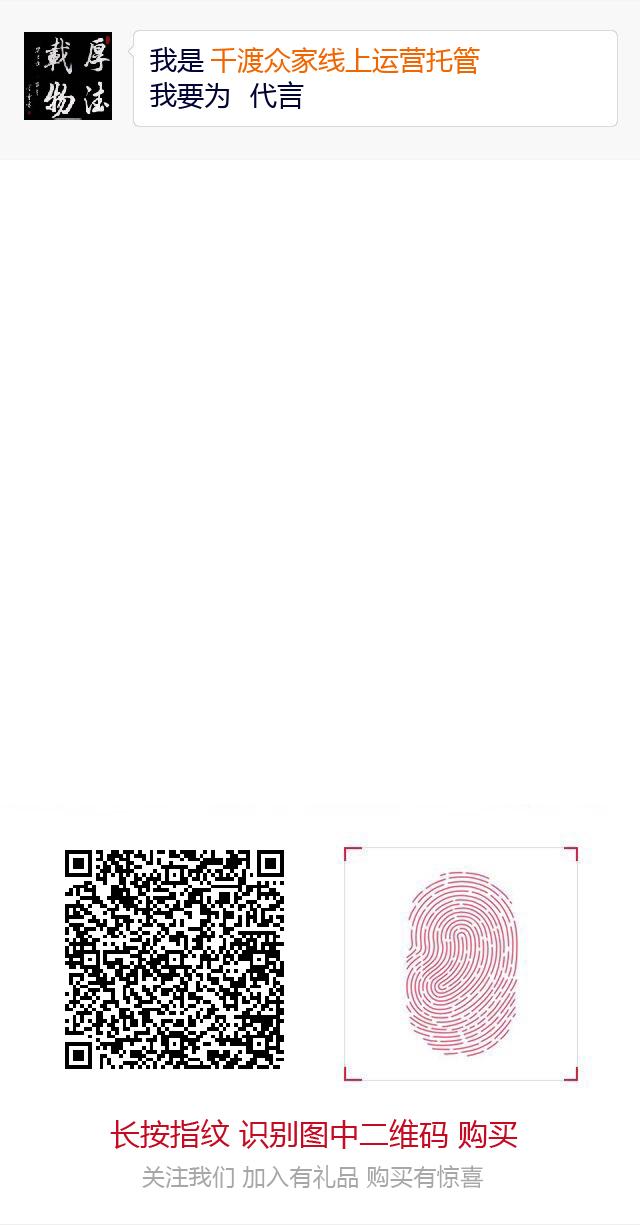 厚德
載物
我是 千渡众家线上运营托管
我要为 代言
长按指纹 识别图中二维码 购买
关注我们 加入有礼品 购买有惊喜